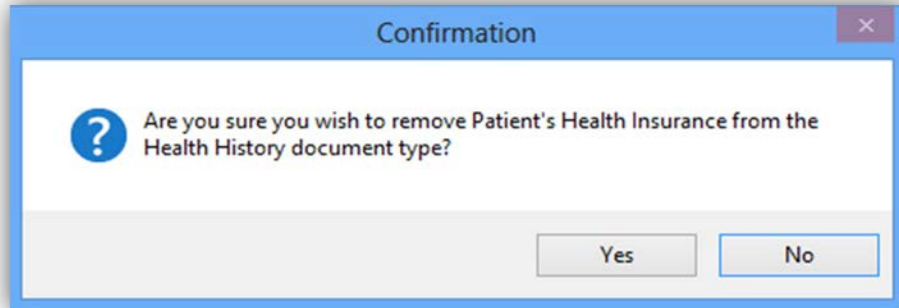 Confirmation
Are you sure you wish to remove Patient's Health Insurance from the
Health History document type?
Yes
No